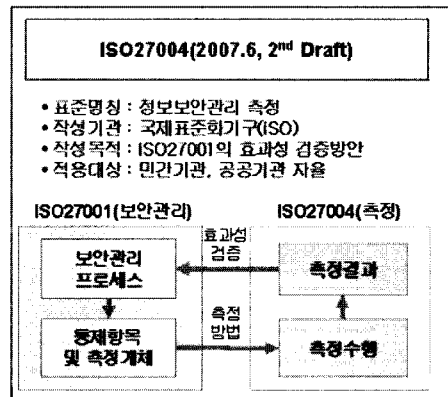 ISO27004(2007.6, 2nd Draft)
• 표준명칭 : 정보보안관리 측정
• 작성기관 : 국제표준화기구(ISO)
• 작성목적 : ISO27001의 효과성 검증방안
• 적용대상 : 민간기관, 공공기관 자율
ISO27001(보안관리)
ISO27004(측정)
보안관리
프로세스
효과성
검증
측정결과
통제항목
및 측정개체
측정
방법
측정수행